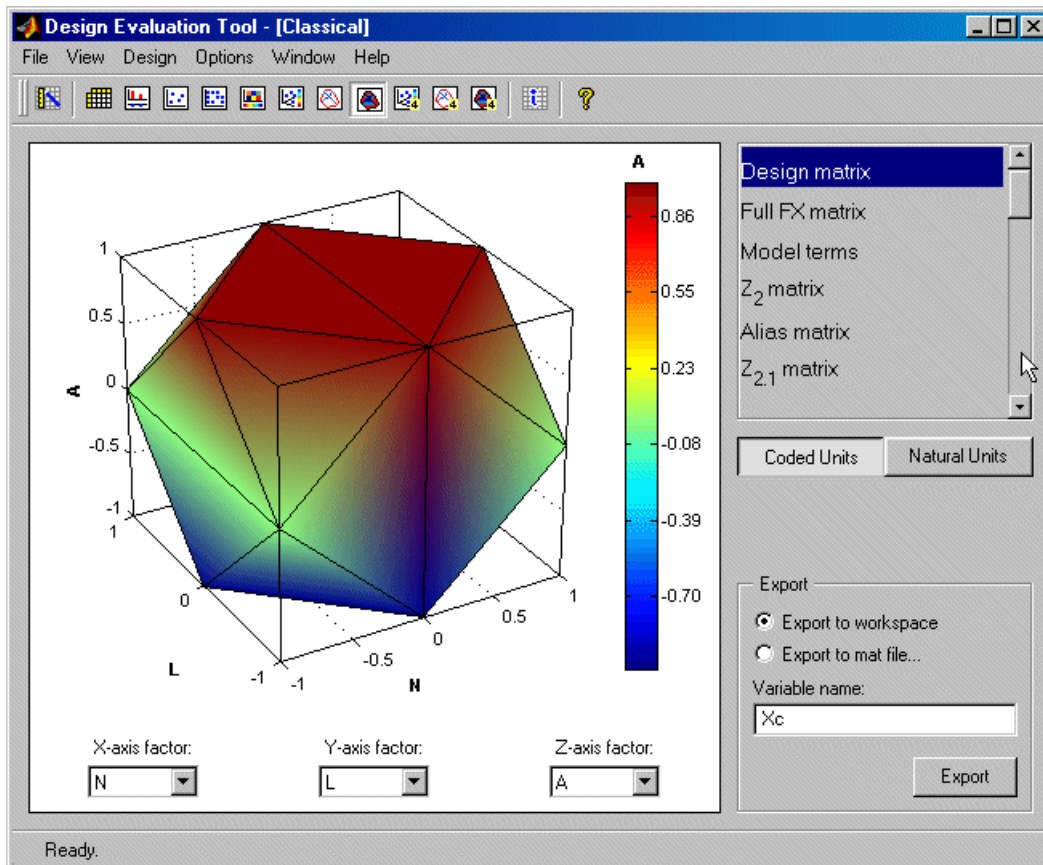 Design Evaluation Tool - [Classical]
File View Design Options Window Help
A
1
0.5
0
-0.5
-1
A
1
0
-1
L
-1
-0.5
0
0.5
1
N
0.86
0.55
0.23
-0.08
-0.39
-0.70
X-axis factor:
N
Y-axis factor:
L
Z-axis factor:
A
Design matrix
Full FX matrix
Model terms
Z2 matrix
Alias matrix
Z2.1 matrix
Coded Units
Natural Units
Export
Export to workspace
Export to mat file...
Variable name:
Xc
Export
Ready.